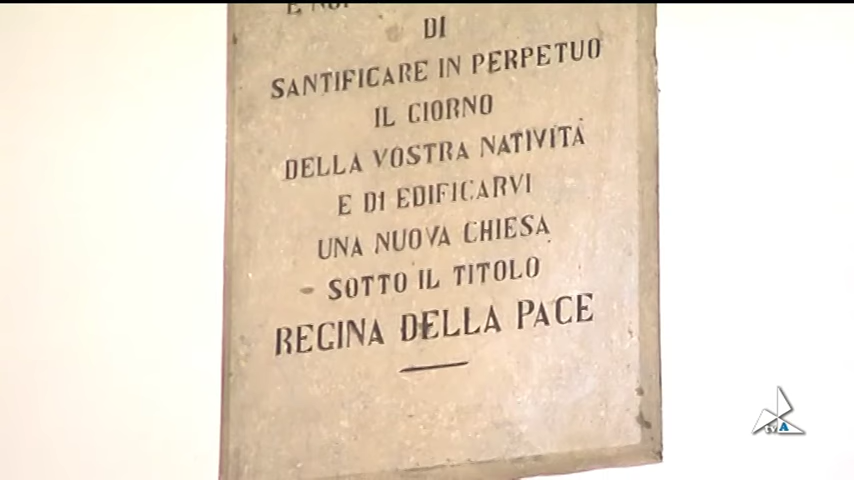 DI
SANTIFICARE IN PERPETUO
IL GIORNO
DELLA VOSTRA NATIVITÀ
E DI EDIFICARVI
UNA NUOVA CHIESA
SOTTO IL TITOLO
REGINA DELLA PACE
tvA